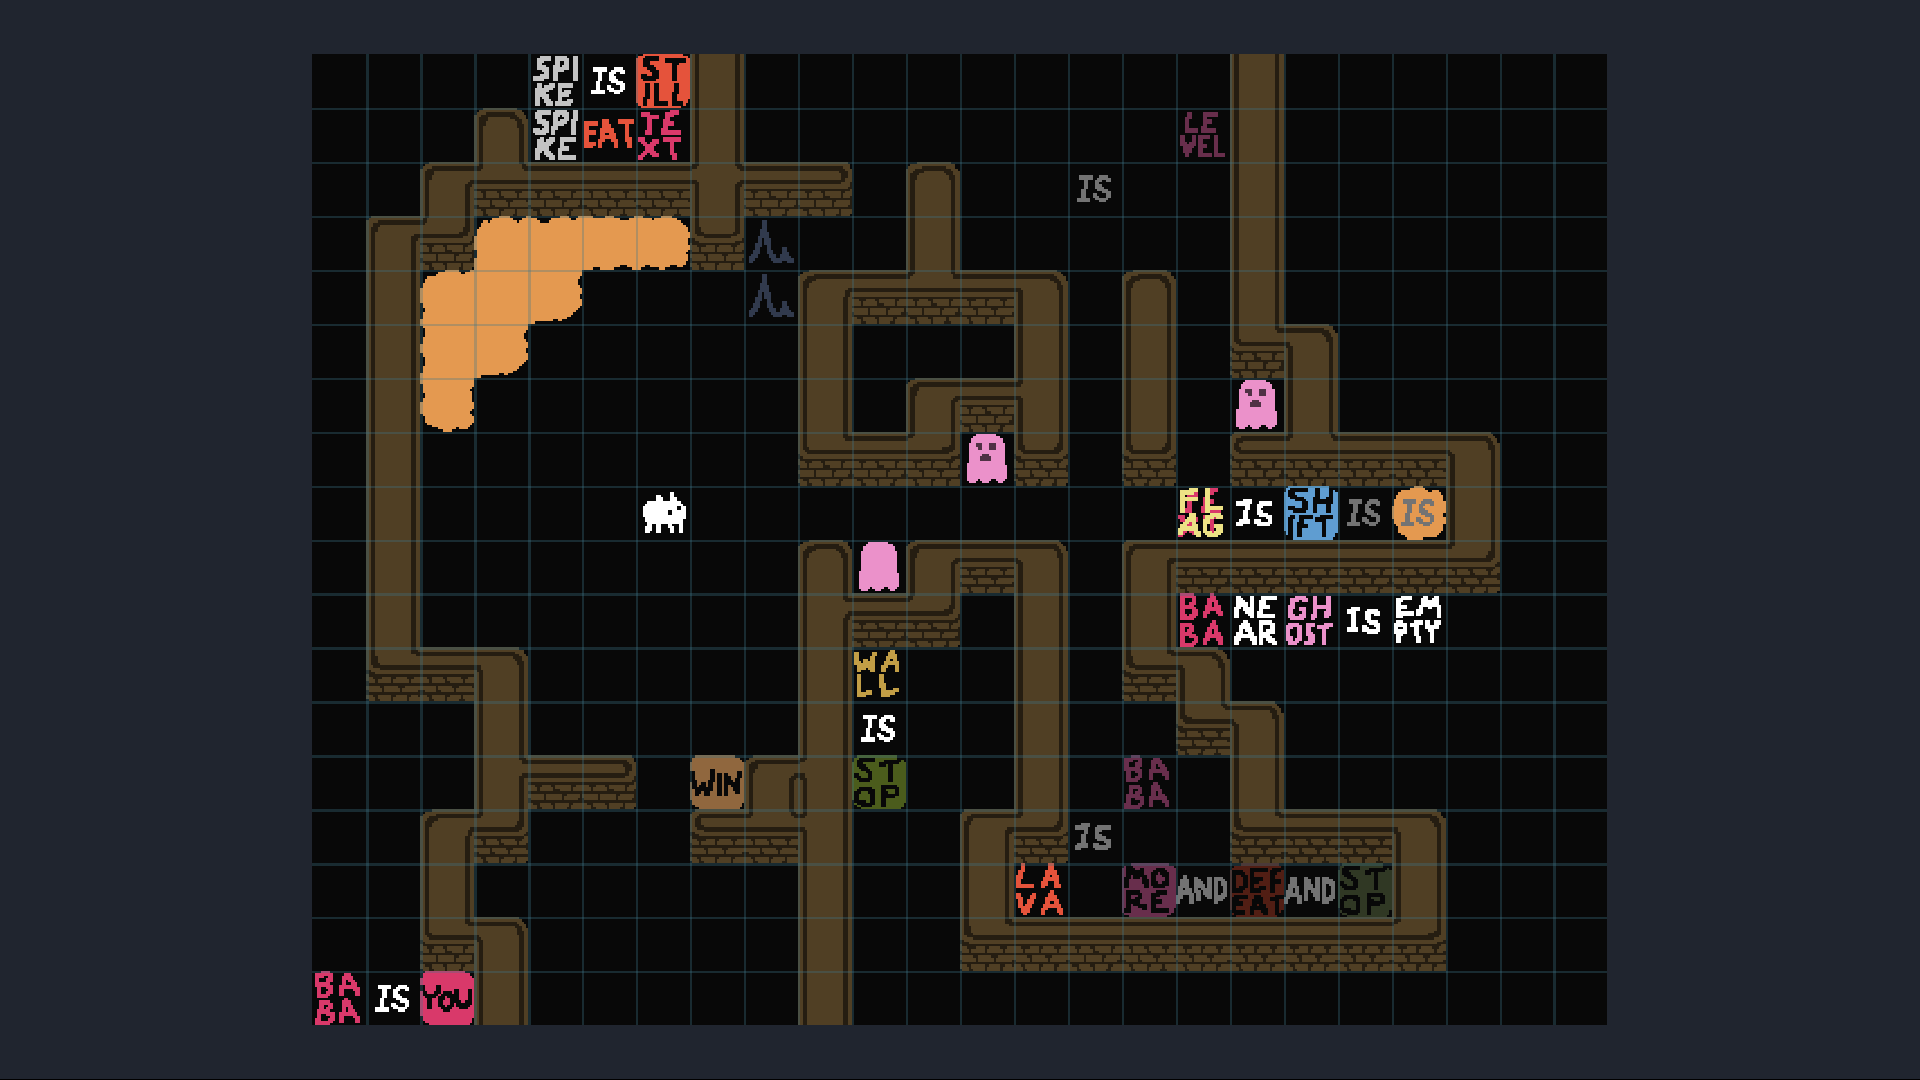 SPIKE IS STILL
SPIKE EAT TEXT
LEVEL
IS
FLAG IS SHIFT IS IS
BABA NEAR GHOST IS EMPTY
WALL
IS
WIN STOP BABA
IS
LAVA MORE AND DEFEAT AND STOP
BABA IS YOU